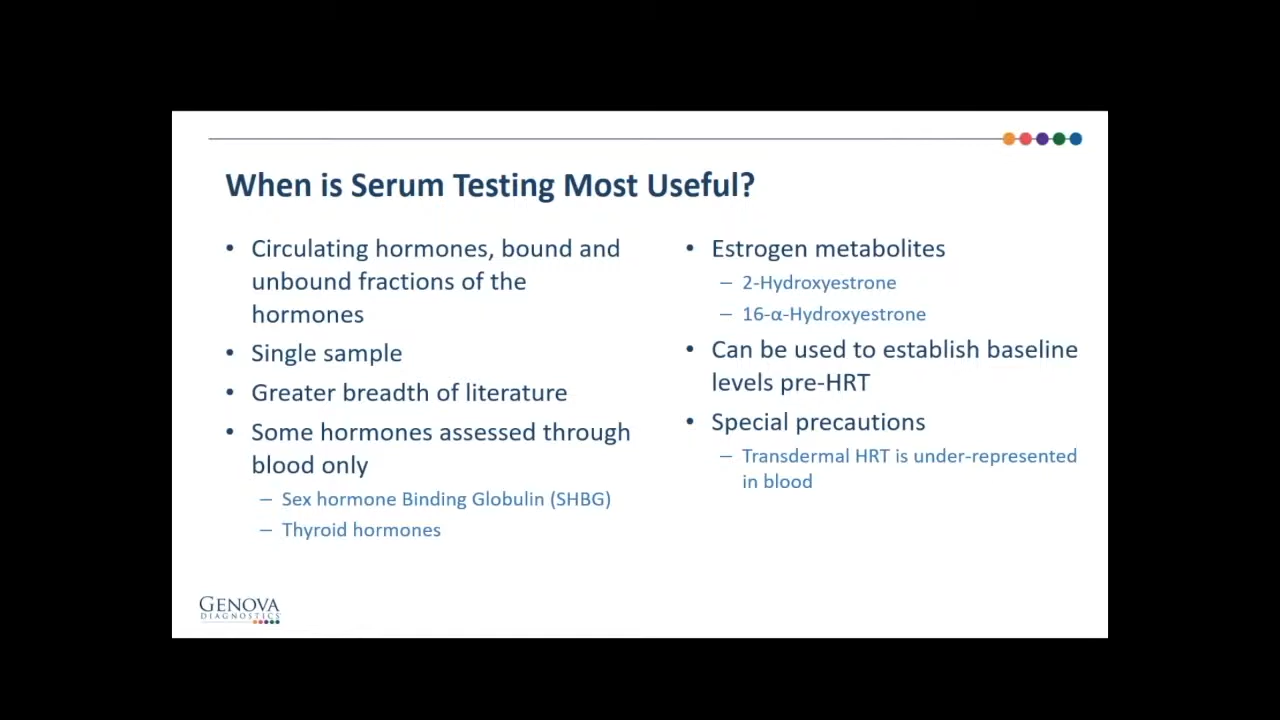 When is Serum Testing Most Useful?
• Circulating hormones, bound and
unbound fractions of the
hormones
• Single sample
• Greater breadth of literature
• Some hormones assessed through
blood only
– Sex hormone Binding Globulin (SHBG)
– Thyroid hormones
• Estrogen metabolites
– 2-Hydroxyestrone
– 16-α-Hydroxyestrone
• Can be used to establish baseline
levels pre-HRT
• Special precautions
– Transdermal HRT is under-represented
in blood
GENOVA
DIAGNOSTICS